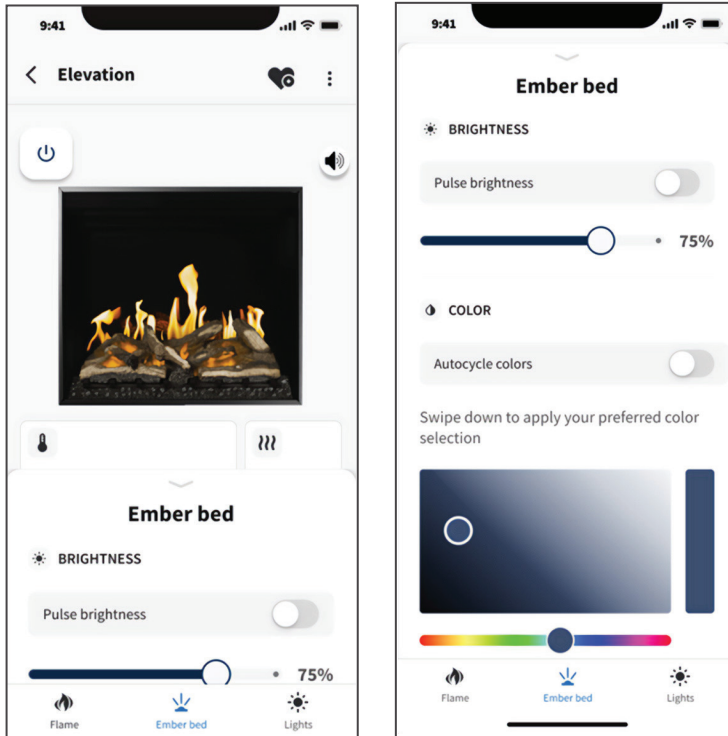 9:41
Elevation
Ember bed
BRIGHTNESS
Pulse brightness
75%
Flame
Ember bed
Lights
9:41
Ember bed
BRIGHTNESS
Pulse brightness
75%
COLOR
Autocycle colors
Swipe down to apply your preferred color
selection
Flame
Ember bed
Lights